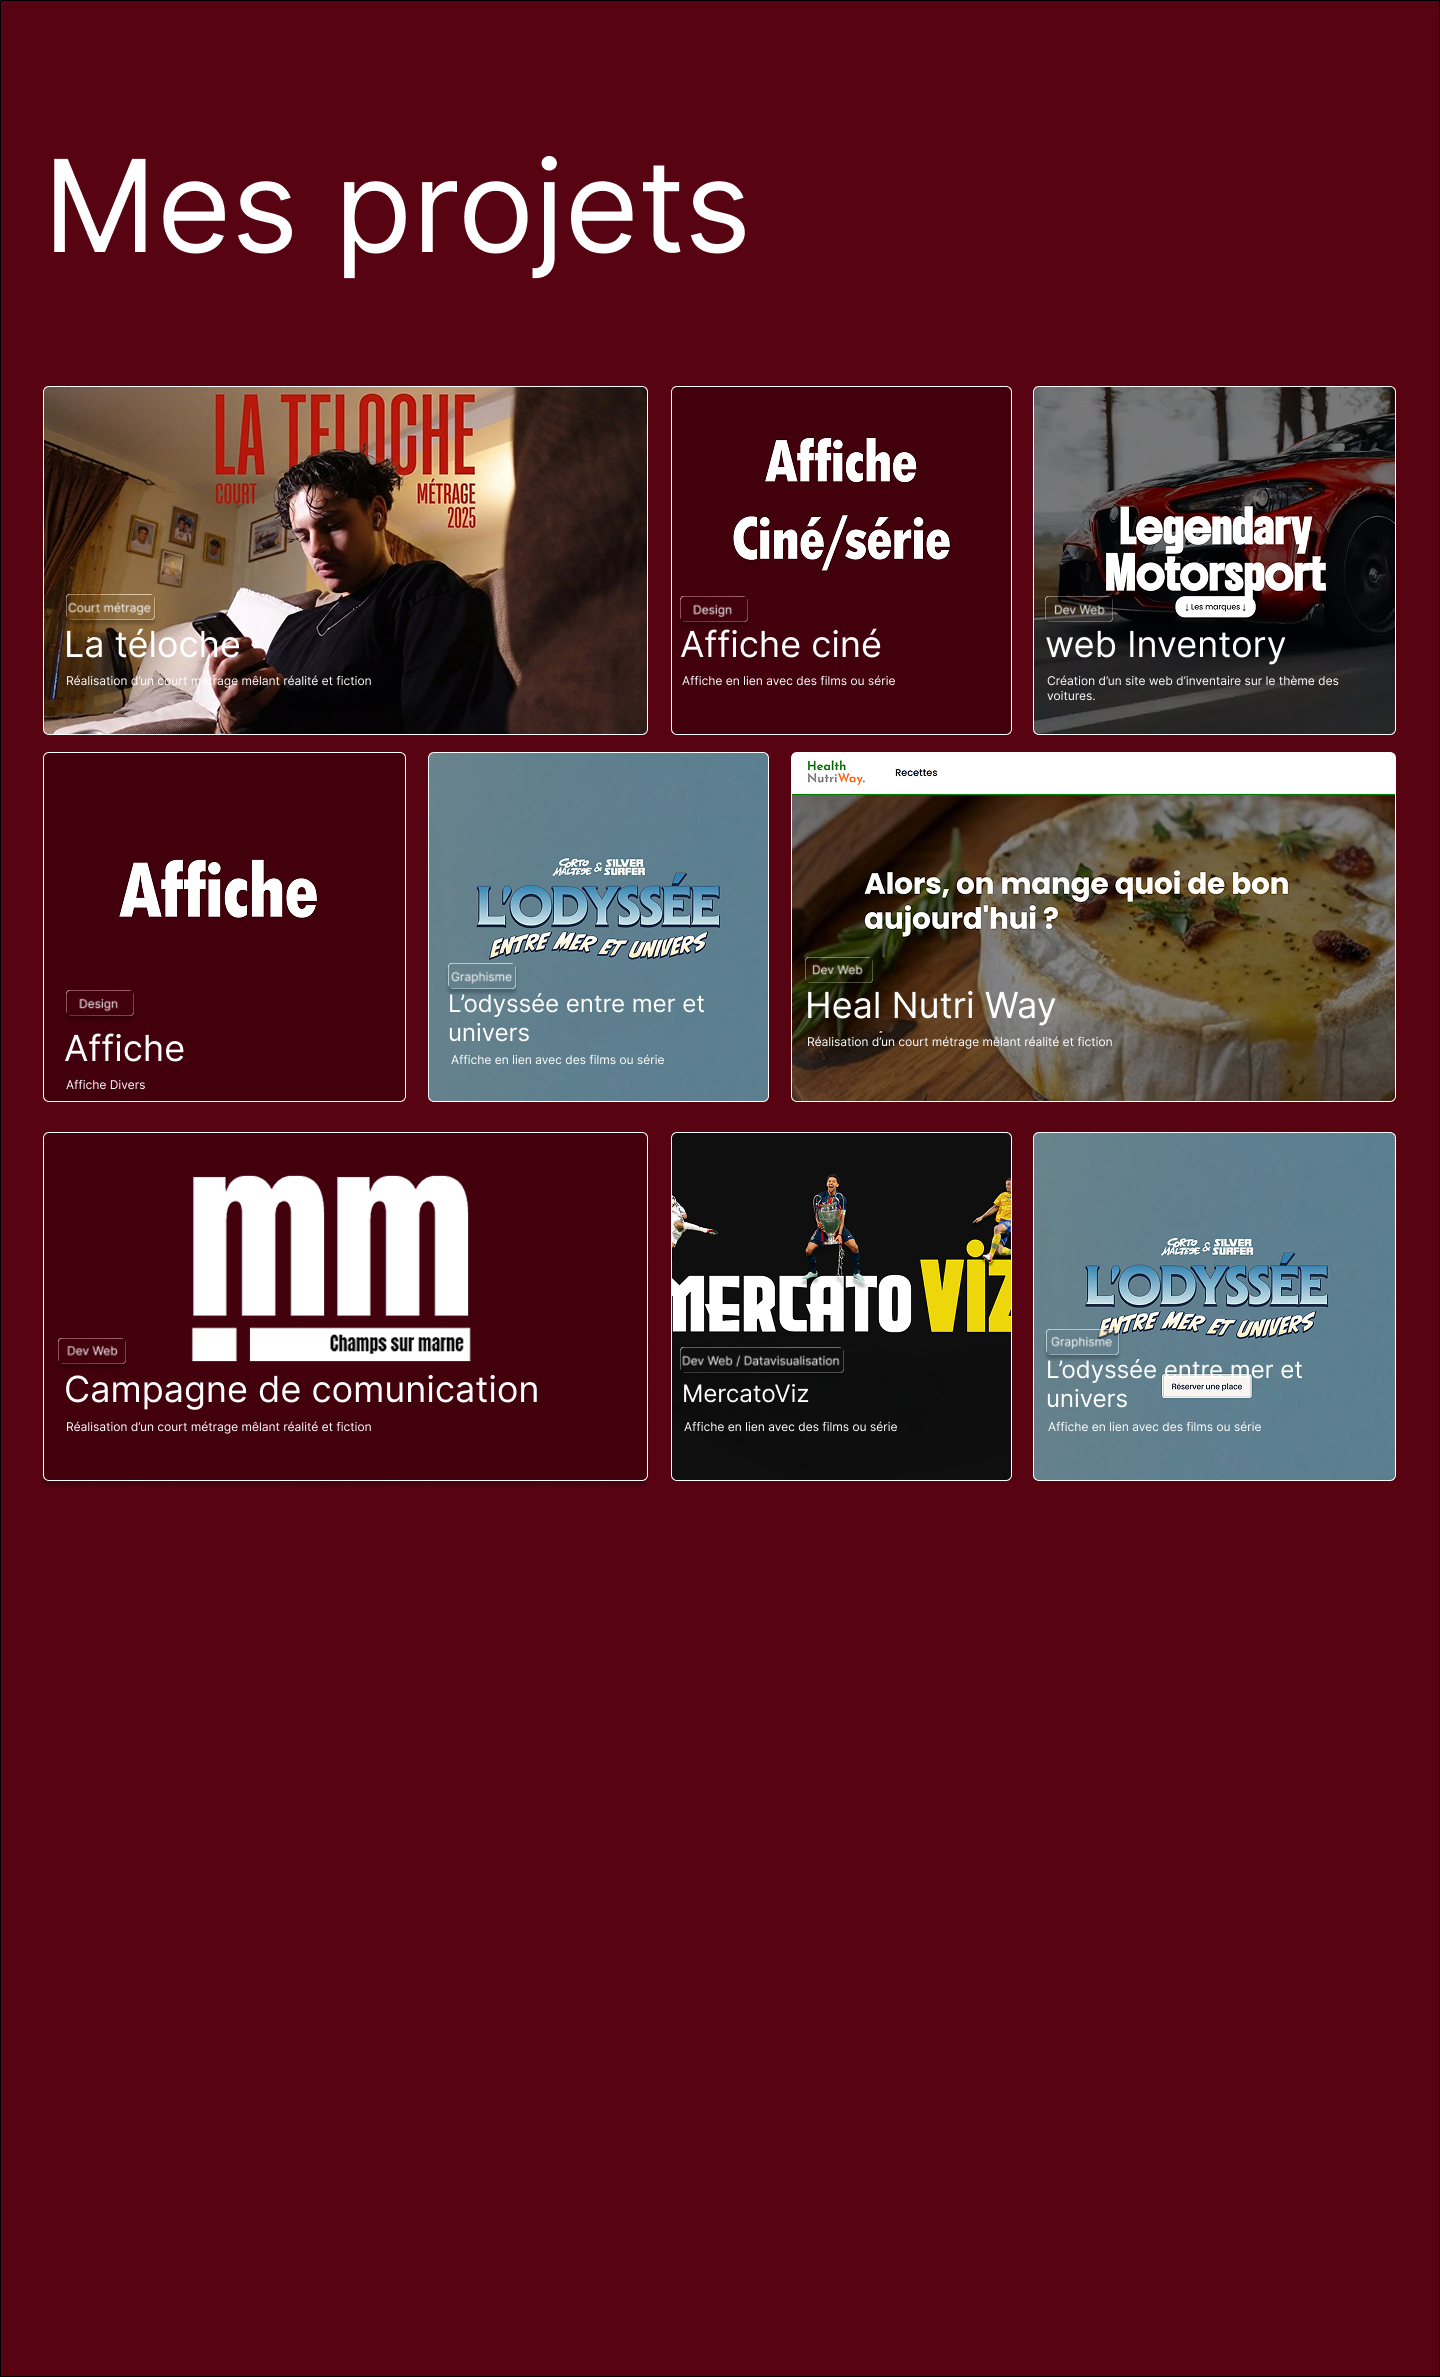 Mes projets
LA TELOCHE
COURT MÉTRAGE
2025
Court métrage
La téloche
Réalisation d'un court métrage mêlant réalité et fiction
Affiche
Ciné/série
Design
Affiche ciné
Affiche en lien avec des films ou série
Legendary
Motorsport
↓ Les marques ↓
Dev Web
web Inventory
Création d'un site web d'inventaire sur le thème des
voitures.
Affiche
Design
Affiche
Affiche Divers
CORTO MALTESE & SILVER SURFER
L'ODYSSÉE
ENTRE MER ET UNIVERS
Graphisme
L'odyssée entre mer et
univers
Affiche en lien avec des films ou série
Health
NutriWay.
Recettes
Alors, on mange quoi de bon
aujourd'hui ?
Dev Web
Heal Nutri Way
Réalisation d'un court métrage mêlant réalité et fiction
mm
Champs sur marne
Dev Web
Campagne de comunication
Réalisation d'un court métrage mêlant réalité et fiction
MERCATO VIZ
Dev Web / Datavisualisation
MercatoViz
Affiche en lien avec des films ou série
CORTO MALTESE & SILVER SURFER
L'ODYSSÉE
ENTRE MER ET UNIVERS
Graphisme
L'odyssée entre mer et
univers
Réserver une place
Affiche en lien avec des films ou série